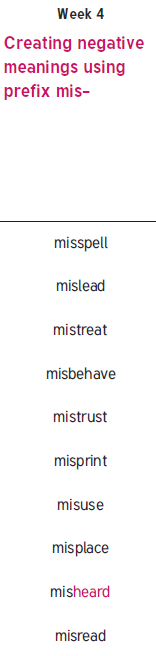 Week 4
Creating negative
meanings using
prefix mis-
misspell
mislead
mistreat
misbehave
mistrust
misprint
misuse
misplace
misheard
misread